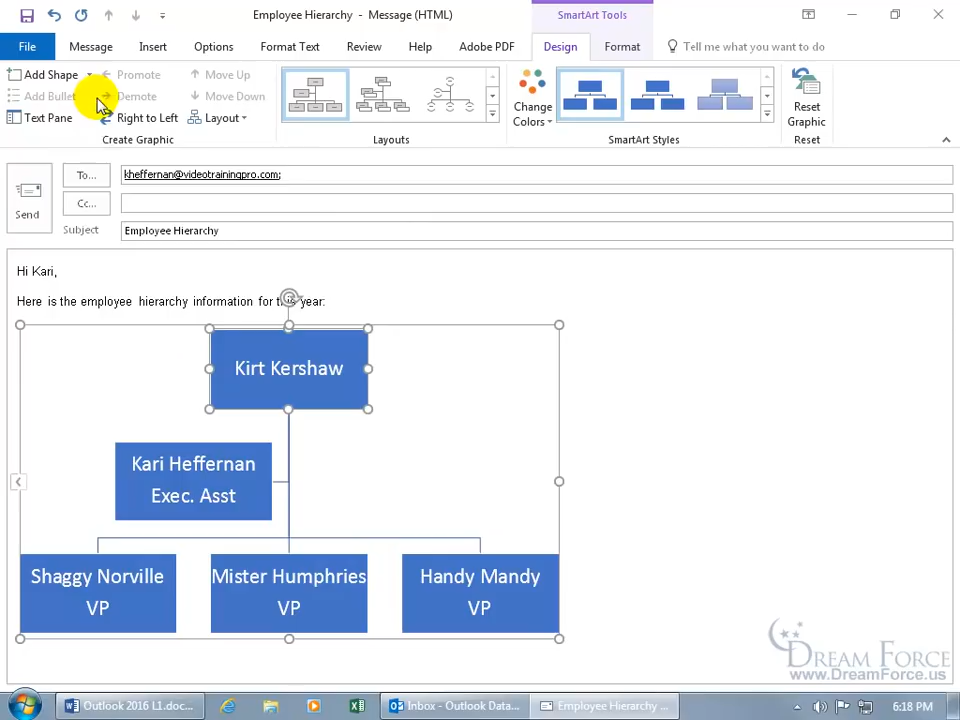 Employee Hierarchy - Message (HTML)
SmartArt Tools
File Message Insert Options Format Text Review Help Adobe PDF Design Format Tell me what you want to do
Add Shape Promote Move Up
Add Bullet Demote Move Down
Text Pane Right to Left Layout
Change
Colors
Reset
Graphic
Create Graphic Layouts SmartArt Styles Reset
To... kheffernan@videotrainingpro.com;
Cc...
Send
Subject Employee Hierarchy
Hi Kari,
Here is the employee hierarchy information for this year:
Kirt Kershaw
Kari Heffernan
Exec. Asst
Shaggy Norville
VP
Mister Humphries
VP
Handy Mandy
VP
DREAM FORCE
www.DreamForce.us
Outlook 2016 L1.doc... Inbox - Outlook Data... Employee Hierarchy ... 6:18 PM